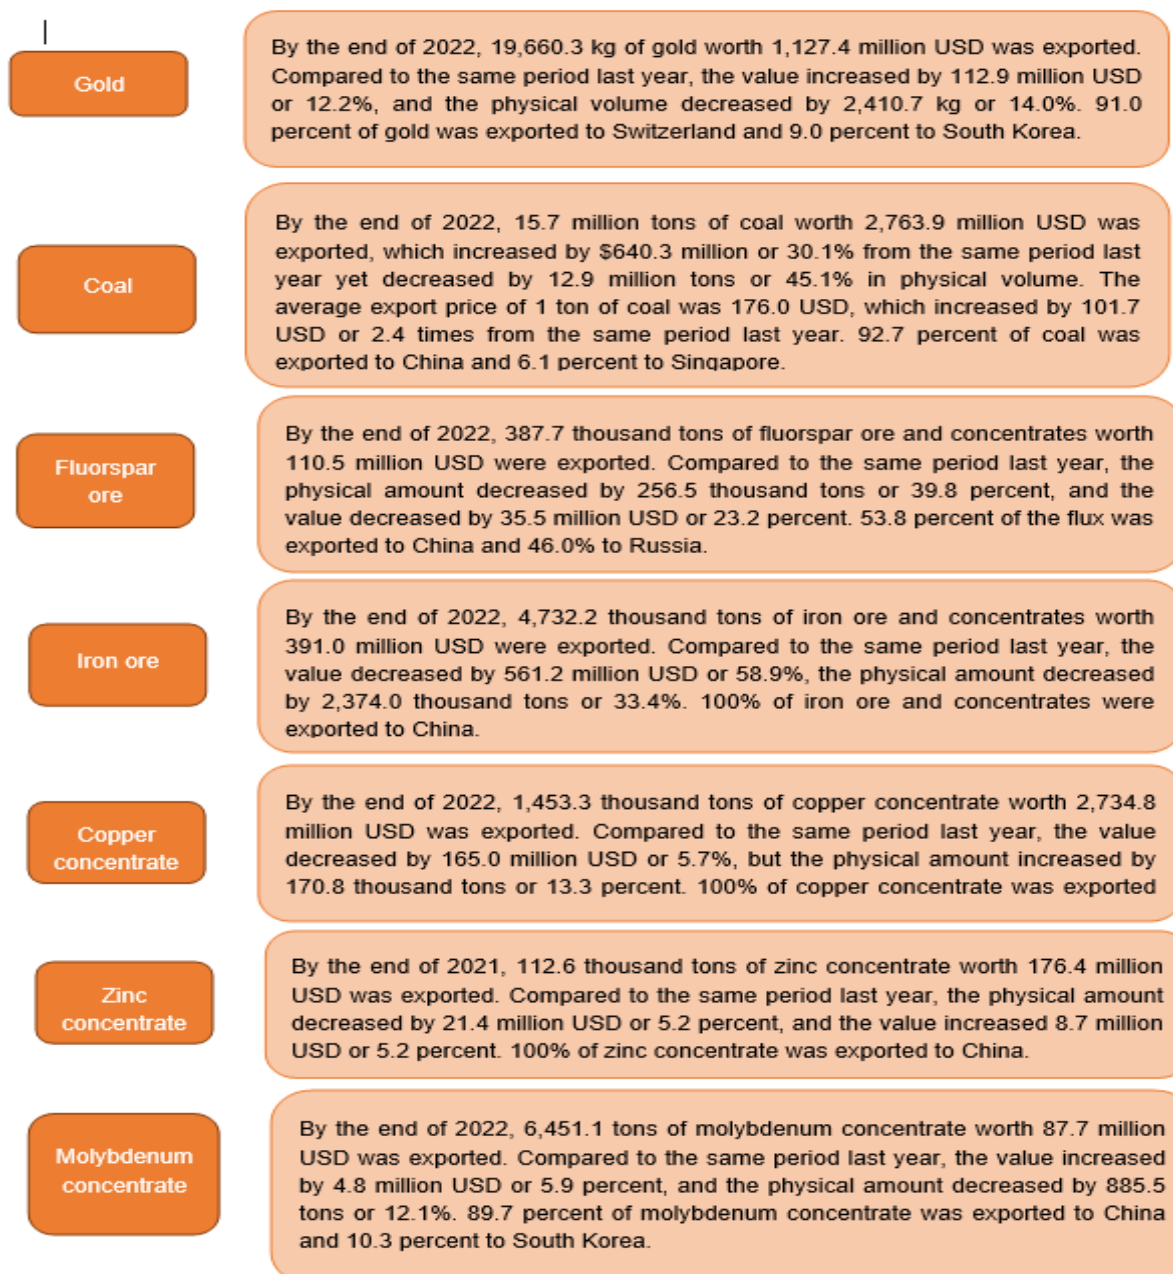 Gold
By the end of 2022, 19,660.3 kg of gold worth 1,127.4 million USD was exported.
Compared to the same period last year, the value increased by 112.9 million USD
or 12.2%, and the physical volume decreased by 2,410.7 kg or 14.0%. 91.0
percent of gold was exported to Switzerland and 9.0 percent to South Korea.
Coal
By the end of 2022, 15.7 million tons of coal worth 2,763.9 million USD was
exported, which increased by $640.3 million or 30.1% from the same period last
year yet decreased by 12.9 million tons or 45.1% in physical volume. The
average export price of 1 ton of coal was 176.0 USD, which increased by 101.7
USD or 2.4 times from the same period last year. 92.7 percent of coal was
exported to China and 6.1 percent to Singapore.
Fluorspar
ore
By the end of 2022, 387.7 thousand tons of fluorspar ore and concentrates worth
110.5 million USD were exported. Compared to the same period last year, the
physical amount decreased by 256.5 thousand tons or 39.8 percent, and the
value decreased by 35.5 million USD or 23.2 percent. 53.8 percent of the flux was
exported to China and 46.0% to Russia.
Iron ore
By the end of 2022, 4,732.2 thousand tons of iron ore and concentrates worth
391.0 million USD were exported. Compared to the same period last year, the
value decreased by 561.2 million USD or 58.9%, the physical amount decreased
by 2,374.0 thousand tons or 33.4%. 100% of iron ore and concentrates were
exported to China.
Copper
concentrate
By the end of 2022, 1,453.3 thousand tons of copper concentrate worth 2,734.8
million USD was exported. Compared to the same period last year, the value
decreased by 165.0 million USD or 5.7%, but the physical amount increased by
170.8 thousand tons or 13.3 percent. 100% of copper concentrate was exported
Zinc
concentrate
By the end of 2021, 112.6 thousand tons of zinc concentrate worth 176.4 million
USD was exported. Compared to the same period last year, the physical amount
decreased by 21.4 million USD or 5.2 percent, and the value increased 8.7 million
USD or 5.2 percent. 100% of zinc concentrate was exported to China.
Molybdenum
concentrate
By the end of 2022, 6,451.1 tons of molybdenum concentrate worth 87.7 million
USD was exported. Compared to the same period last year, the value increased
by 4.8 million USD or 5.9 percent, and the physical amount decreased by 885.5
tons or 12.1%. 89.7 percent of molybdenum concentrate was exported to China
and 10.3 percent to South Korea.